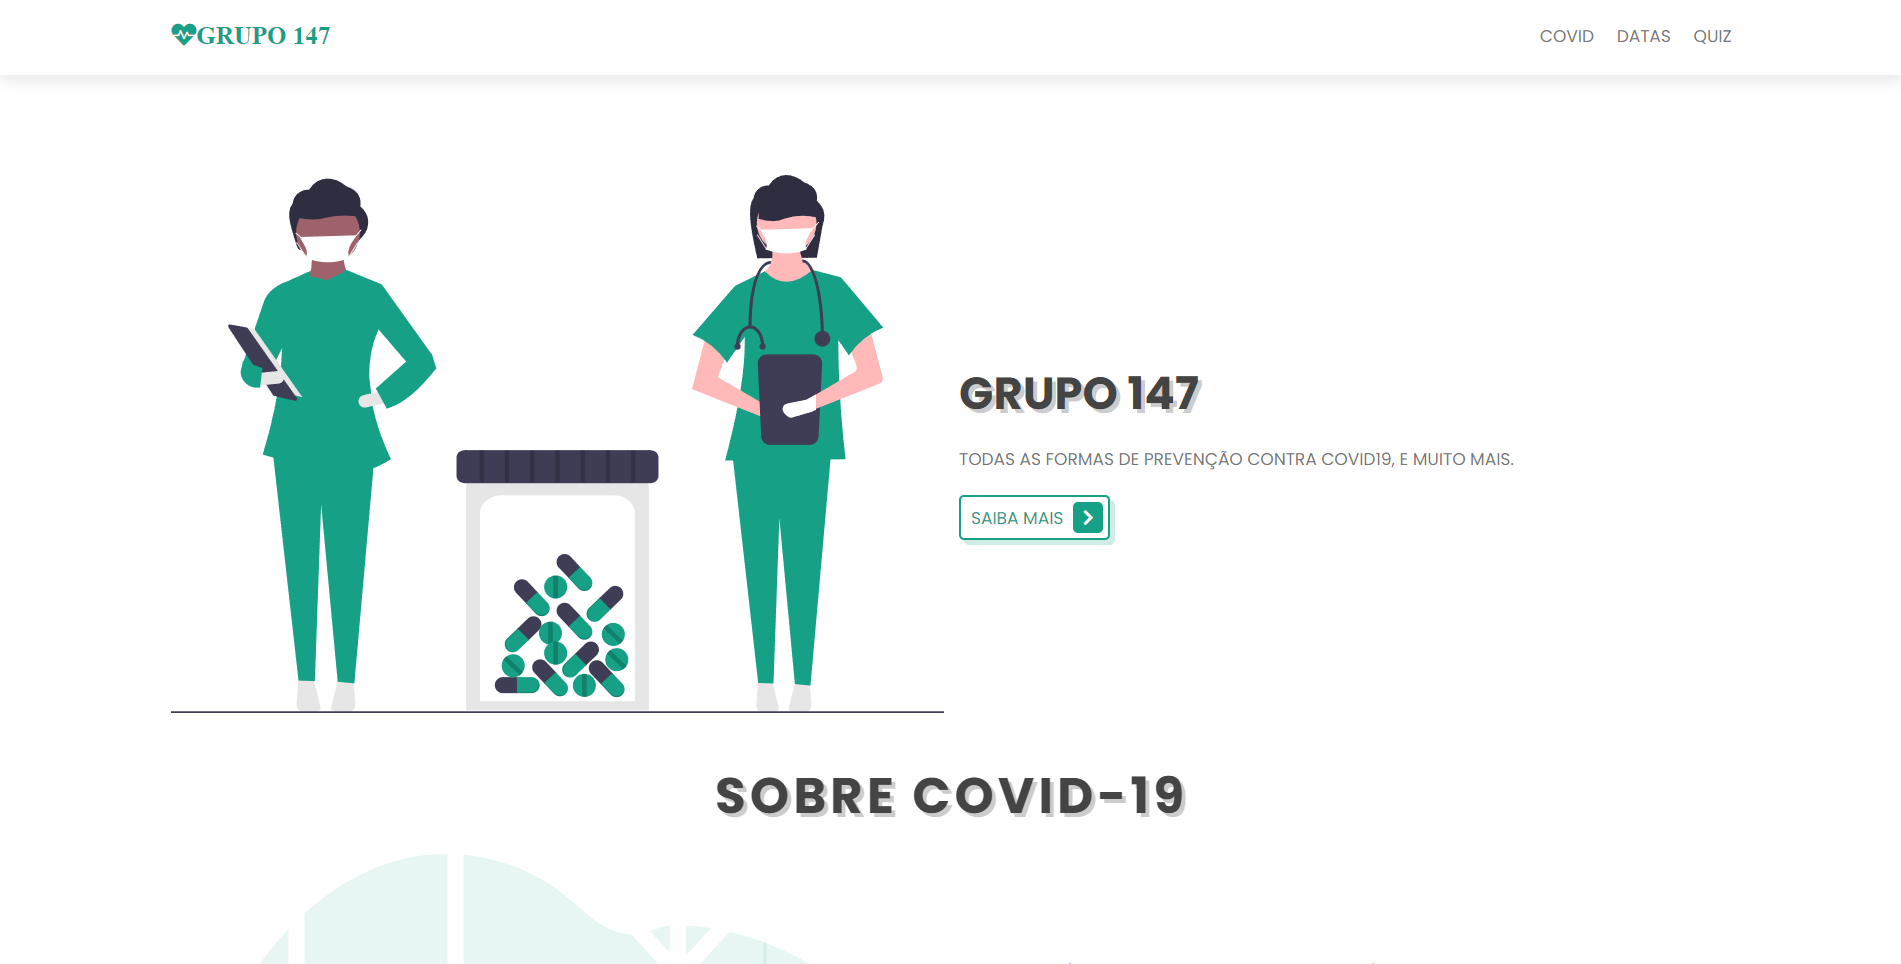 GRUPO 147
COVID DATAS QUIZ
GRUPO 147
TODAS AS FORMAS DE PREVENÇÃO CONTRA COVID19, E MUITO MAIS.
SAIBA MAIS
SOBRE COVID-19